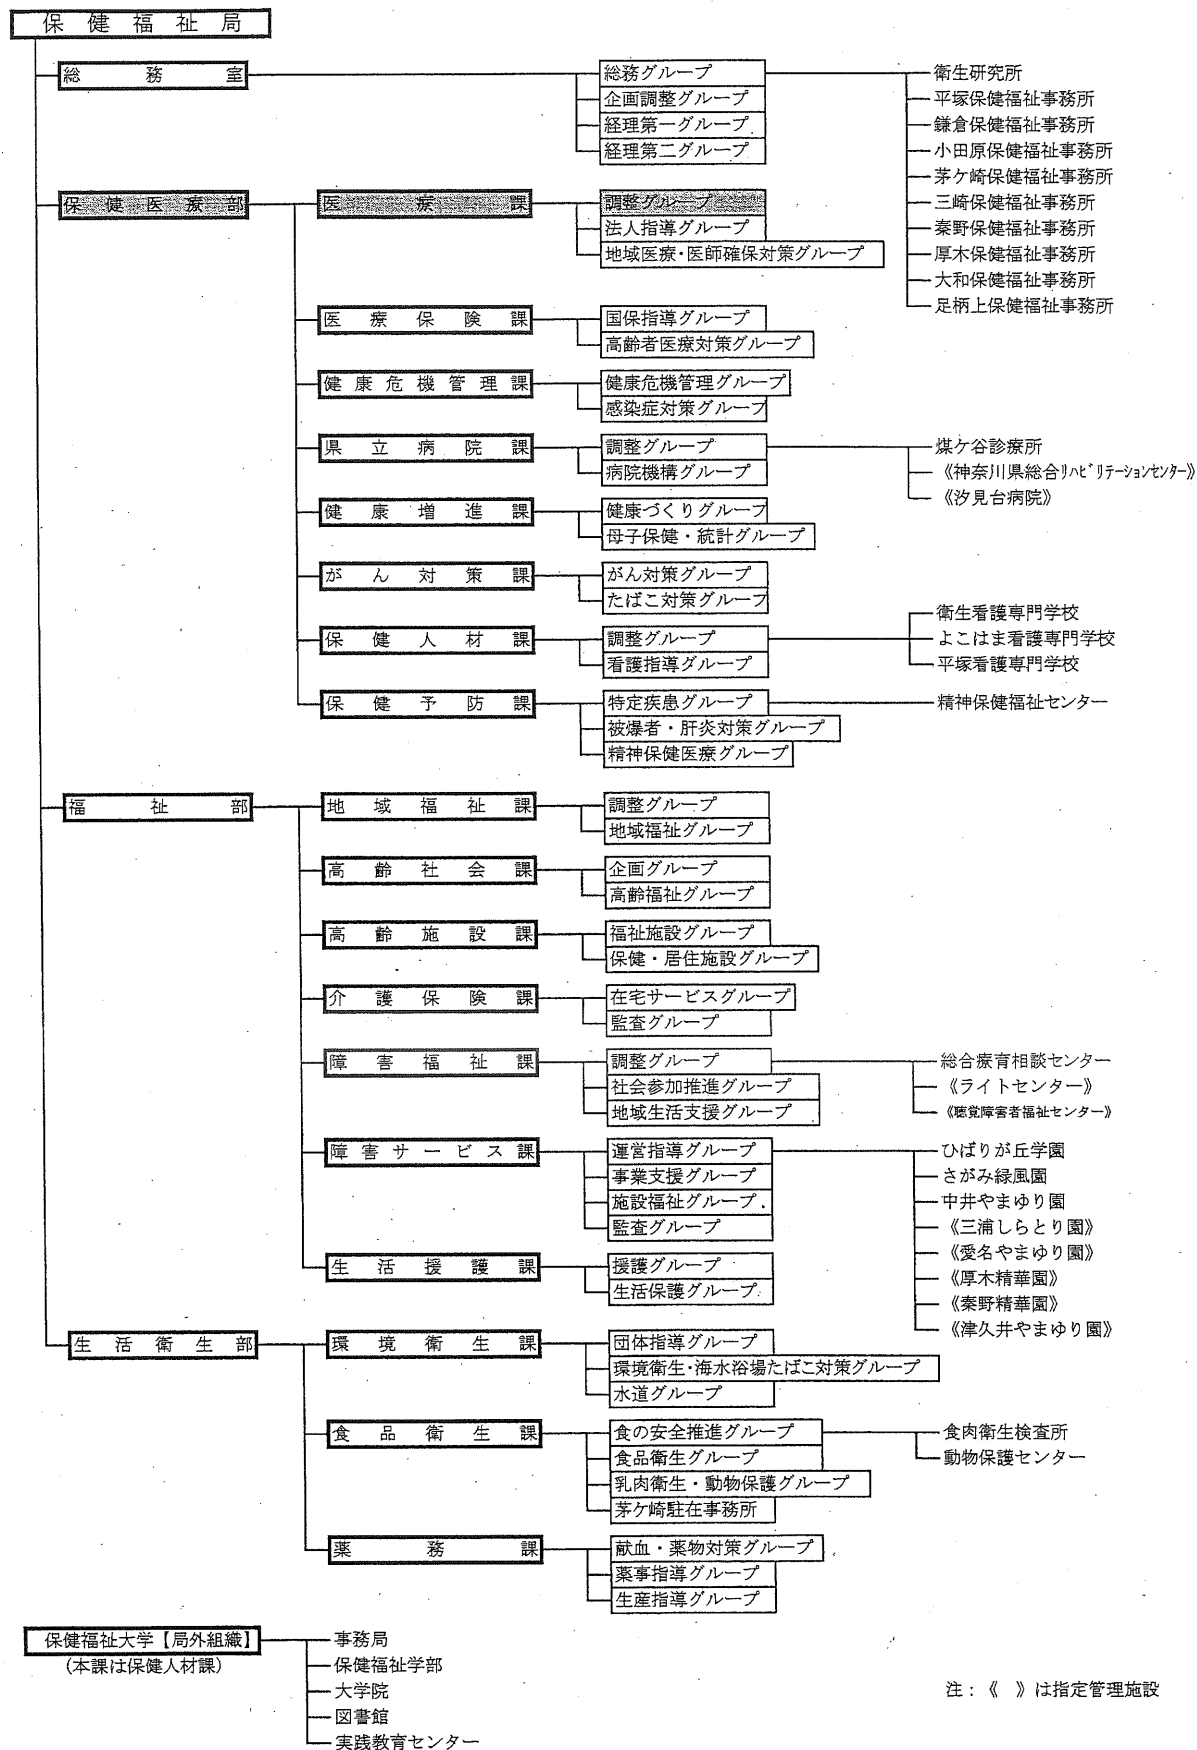 保健福祉局
総務室
総務グループ
企画調整グループ
経理第一グループ
経理第二グループ
衛生研究所
平塚保健福祉事務所
鎌倉保健福祉事務所
小田原保健福祉事務所
茅ケ崎保健福祉事務所
三崎保健福祉事務所
秦野保健福祉事務所
厚木保健福祉事務所
大和保健福祉事務所
足柄上保健福祉事務所
保健医療部
医療課
調整グループ
法人指導グループ
地域医療・医師確保対策グループ
医療保険課
国保指導グループ
高齢者医療対策グループ
健康危機管理課
健康危機管理グループ
感染症対策グループ
県立病院課
調整グループ
病院機構グループ
煤ケ谷診療所
《神奈川県総合ﾘﾊﾋﾞﾘﾃｰｼｮﾝｾﾝﾀｰ》
《汐見台病院》
健康増進課
健康づくりグループ
母子保健・統計グループ
がん対策課
がん対策グループ
たばこ対策グループ
保健人材課
調整グループ
看護指導グループ
衛生看護専門学校
よこはま看護専門学校
平塚看護専門学校
保健予防課
特定疾患グループ
被爆者・肝炎対策グループ
精神保健医療グループ
精神保健福祉センター
福祉部
地域福祉課
調整グループ
地域福祉グループ
高齢社会課
企画グループ
高齢福祉グループ
高齢施設課
福祉施設グループ
保健・居住施設グループ
介護保険課
在宅サービスグループ
監査グループ
障害福祉課
調整グループ
社会参加推進グループ
地域生活支援グループ
総合療育相談センター
《ライトセンター》
《聴覚障害者福祉センター》
障害サービス課
運営指導グループ
事業支援グループ
施設福祉グループ
監査グループ
ひばりが丘学園
さがみ緑風園
中井やまゆり園
《三浦しらとり園》
《愛名やまゆり園》
《厚木精華園》
《秦野精華園》
《津久井やまゆり園》
生活援護課
援護グループ
生活保護グループ
生活衛生部
環境衛生課
団体指導グループ
環境衛生・海水浴場たばこ対策グループ
水道グループ
食品衛生課
食の安全推進グループ
食品衛生グループ
乳肉衛生・動物保護グループ
茅ケ崎駐在事務所
食肉衛生検査所
動物保護センター
薬務課
献血・薬物対策グループ
薬事指導グループ
生産指導グループ
保健福祉大学【局外組織】
(本課は保健人材課)
事務局
保健福祉学部
大学院
図書館
実践教育センター
注：《　》は指定管理施設